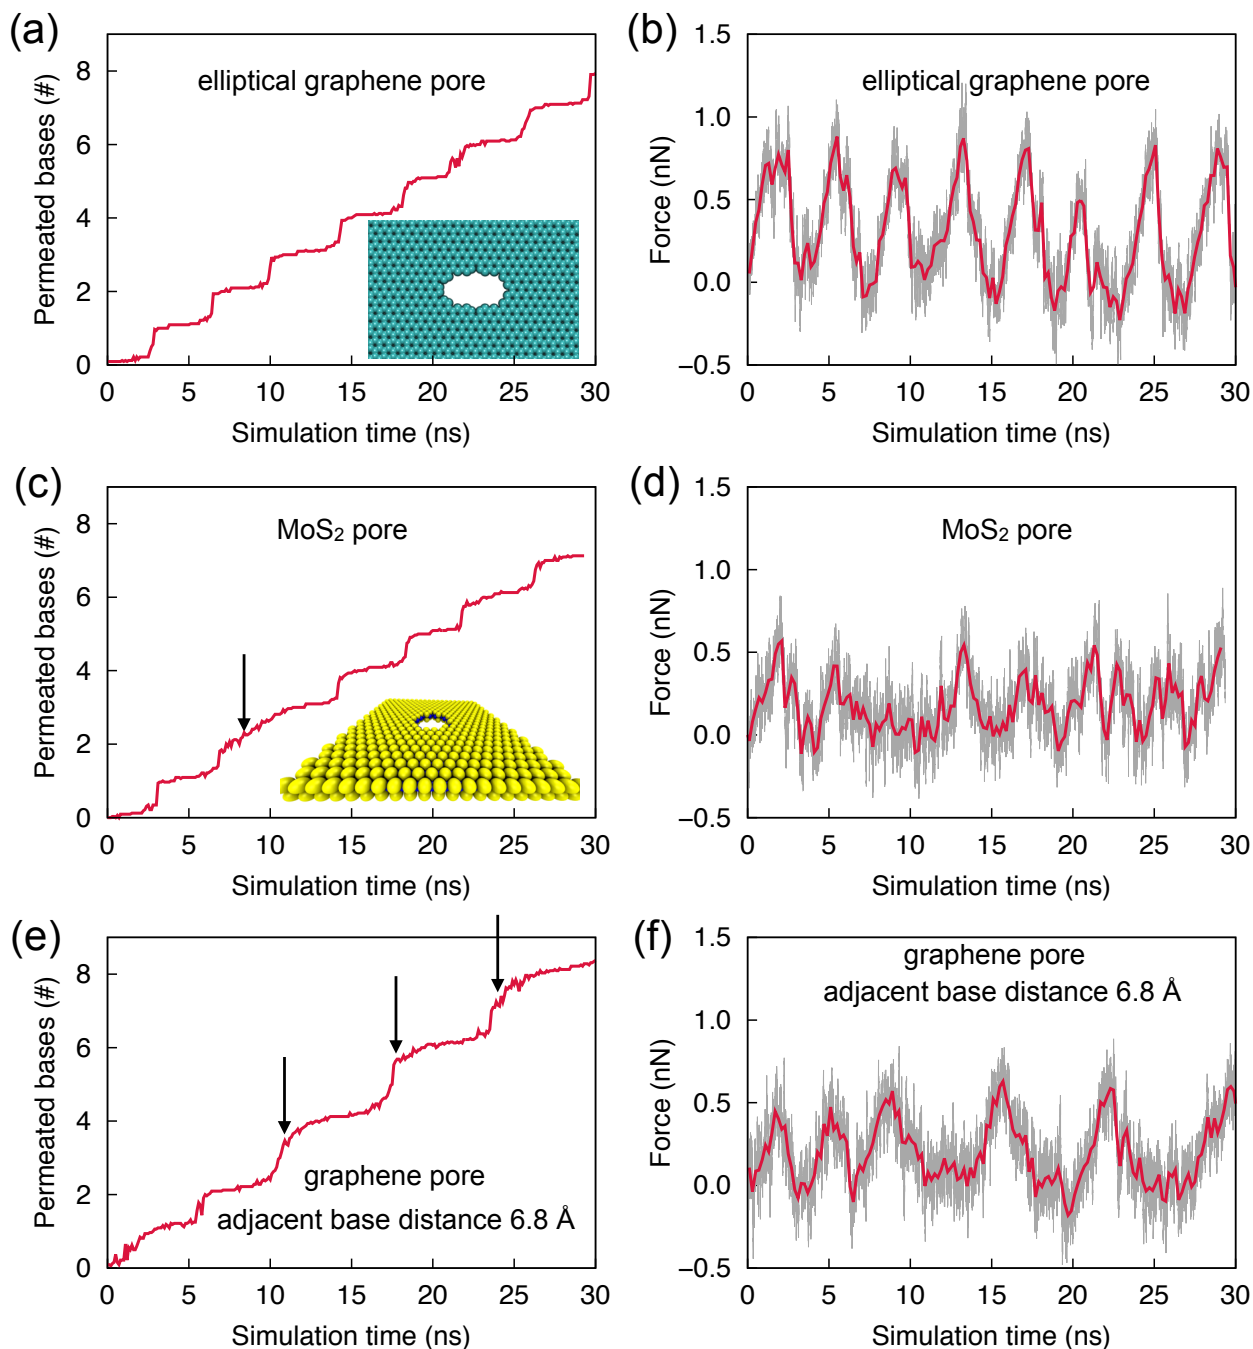 (a)
Permeated bases (#)
8
6
4
2
0
elliptical graphene pore
0 5 10 15 20 25 30
Simulation time (ns)
(b)
Force (nN)
1.5
1.0
0.5
0.0
−0.5
elliptical graphene pore
0 5 10 15 20 25 30
Simulation time (ns)
(c)
Permeated bases (#)
8
6
4
2
0
MoS₂ pore
0 5 10 15 20 25 30
Simulation time (ns)
(d)
Force (nN)
1.5
1.0
0.5
0.0
−0.5
MoS₂ pore
0 5 10 15 20 25 30
Simulation time (ns)
(e)
Permeated bases (#)
8
6
4
2
0
graphene pore
adjacent base distance 6.8 Å
0 5 10 15 20 25 30
Simulation time (ns)
(f)
Force (nN)
1.5
1.0
0.5
0.0
−0.5
graphene pore
adjacent base distance 6.8 Å
0 5 10 15 20 25 30
Simulation time (ns)